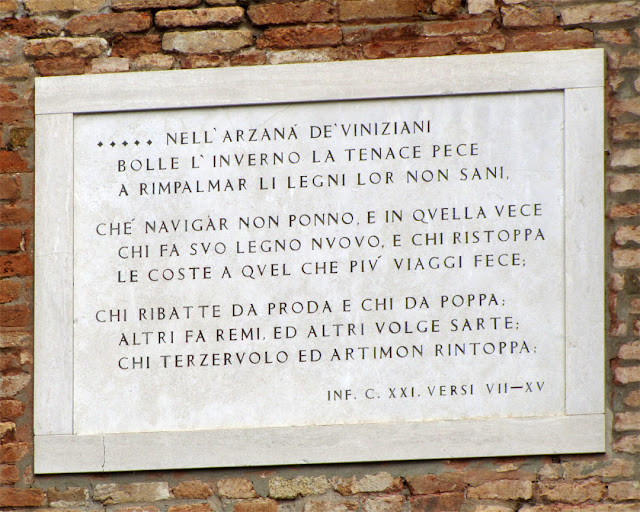 ..... NELL'ARZANÁ DE'VINIZIANI
BOLLE L'INVERNO LA TENACE PECE
A RIMPALMAR LI LEGNI LOR NON SANI,
CHÉ NAVIGÀR NON PONNO, E IN QVELLA VECE
CHI FA SVO LEGNO NVOVO, E CHI RISTOPPA
LE COSTE A QVEL CHE PIV' VIAGGI FECE;
CHI RIBATTE DA PRODA E CHI DA POPPA;
ALTRI FA REMI, ED ALTRI VOLGE SARTE;
CHI TERZERVOLO ED ARTIMON RINTOPPA;
INF. C. XXI. VERSI VII—XV